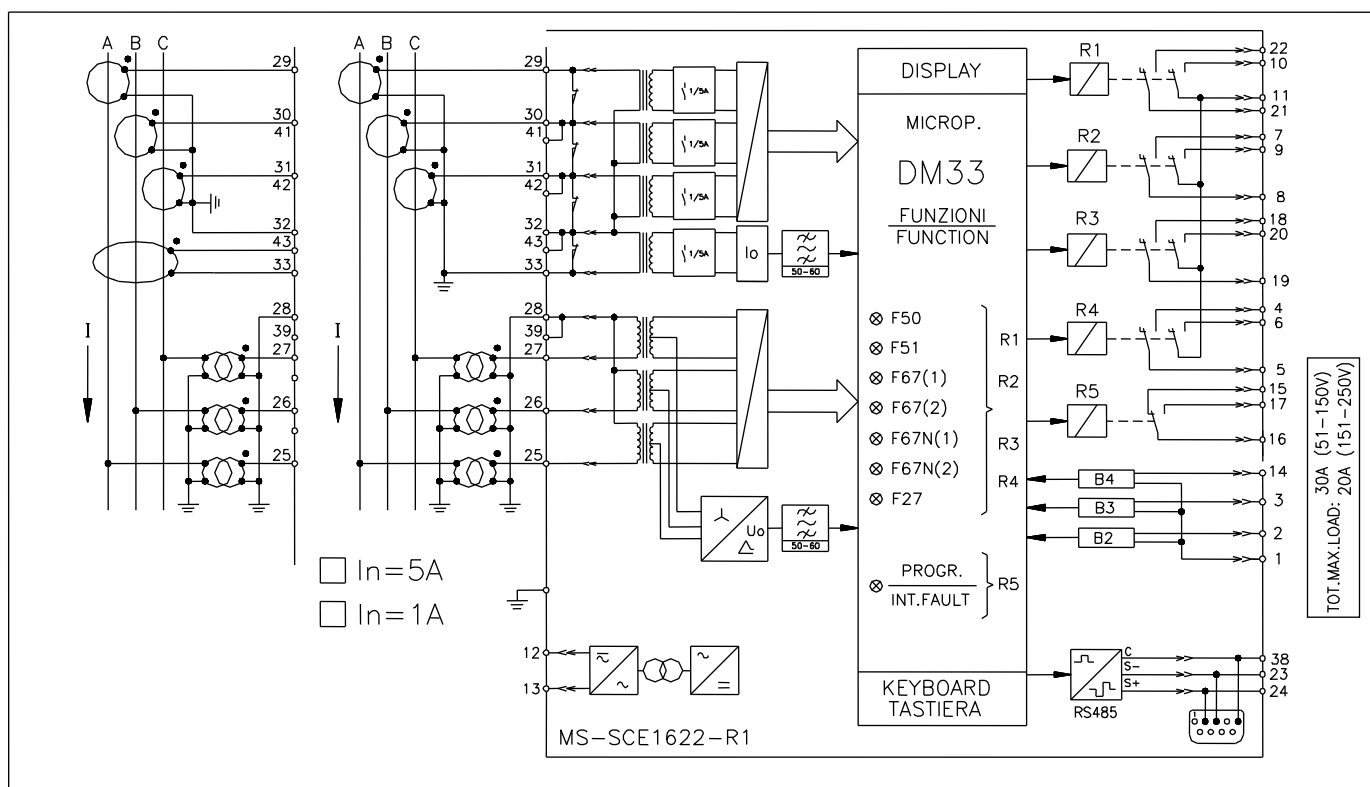 A B C
A B C
29
30
41
31
42
32
43
33
28
39
27
26
25
I
29
30
41
31
42
32
43
33
28
39
27
26
25
I
1/5A
1/5A
1/5A
1/5A
Io
50-60
Uo
50-60
In=5A
In=1A
12
13
MS-SCE1622-R1
DISPLAY
MICROP.
DM33
FUNZIONI
FUNCTION
F50
F51
F67(1)
F67(2)
F67N(1)
F67N(2)
F27
R1
R2
R3
R4
PROGR.
INT.FAULT
R5
KEYBOARD
TASTIERA
R1
R2
R3
R4
R5
B4
B3
B2
RS485
C
S-
S+
22
10
11
21
7
9
8
18
20
19
4
6
5
15
17
16
14
3
2
1
38
23
24
1
TOT.MAX.LOAD: 30A (51-150V)
20A (151-250V)